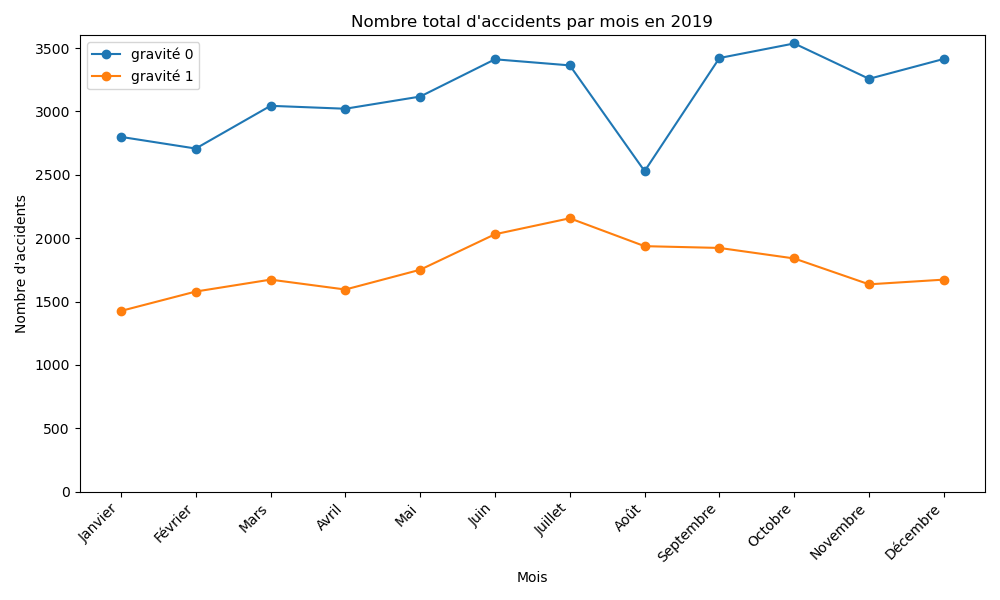 Nombre total d'accidents par mois en 2019
gravité 0
gravité 1
3500
3000
2500
2000
1500
1000
500
0
Nombre d'accidents
Janvier
Février
Mars
Avril
Mai
Juin
Juillet
Août
Septembre
Octobre
Novembre
Décembre
Mois